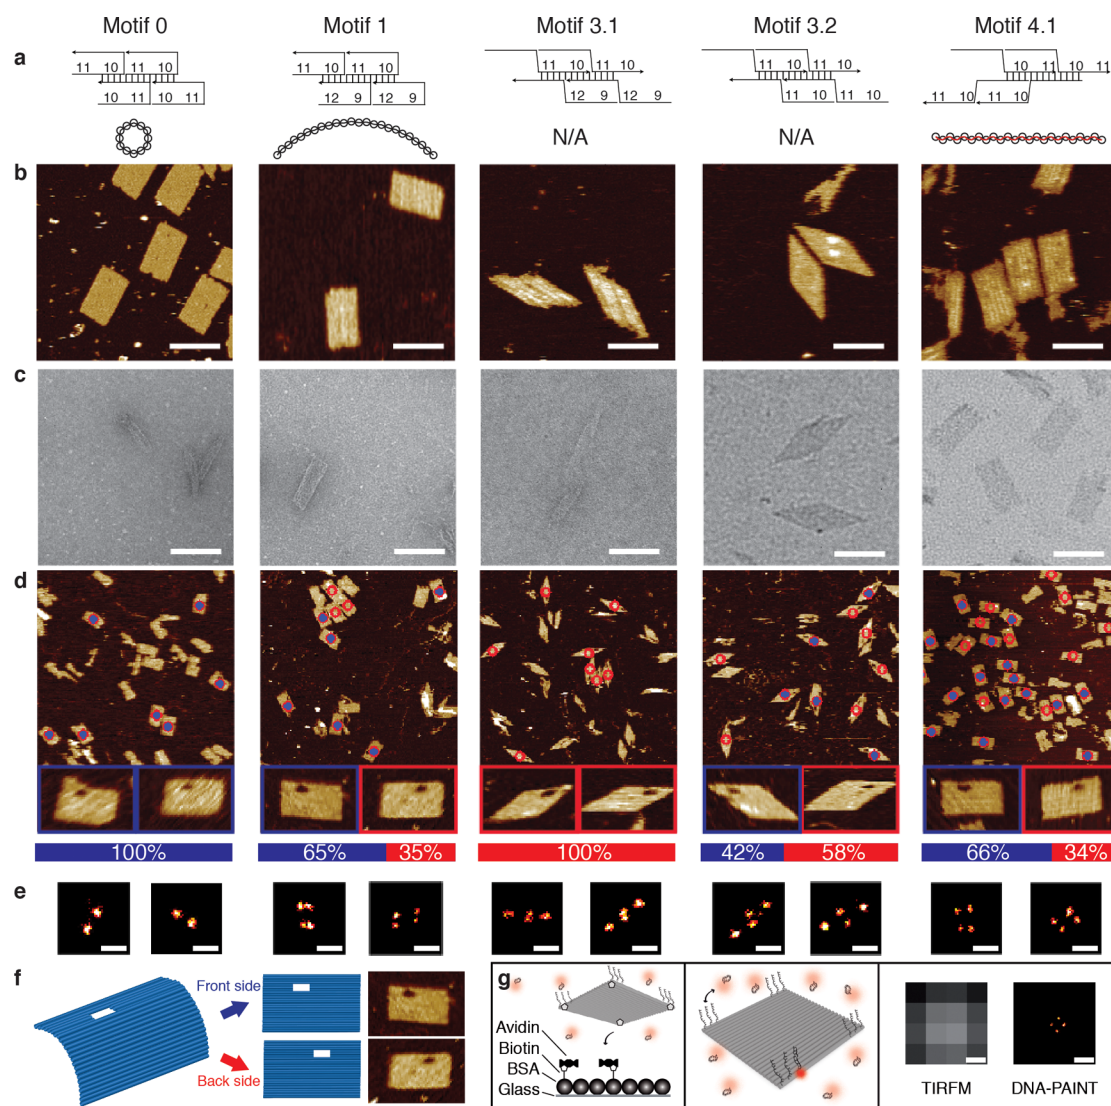 Motif 0 Motif 1 Motif 3.1 Motif 3.2 Motif 4.1
a
11 10 11 10 11 10 11 10 11 10 11 10 11 10 11 10 10 11 10 11
10 11 10 11 12 9 12 9 12 9 12 9 11 10 11 10 11 10 11 10
N/A N/A
b
c
d
100% 65% 35% 100% 42% 58% 66% 34%
e
f
Front side
Back side
g
Avidin
Biotin
BSA
Glass
TIRFM DNA-PAINT